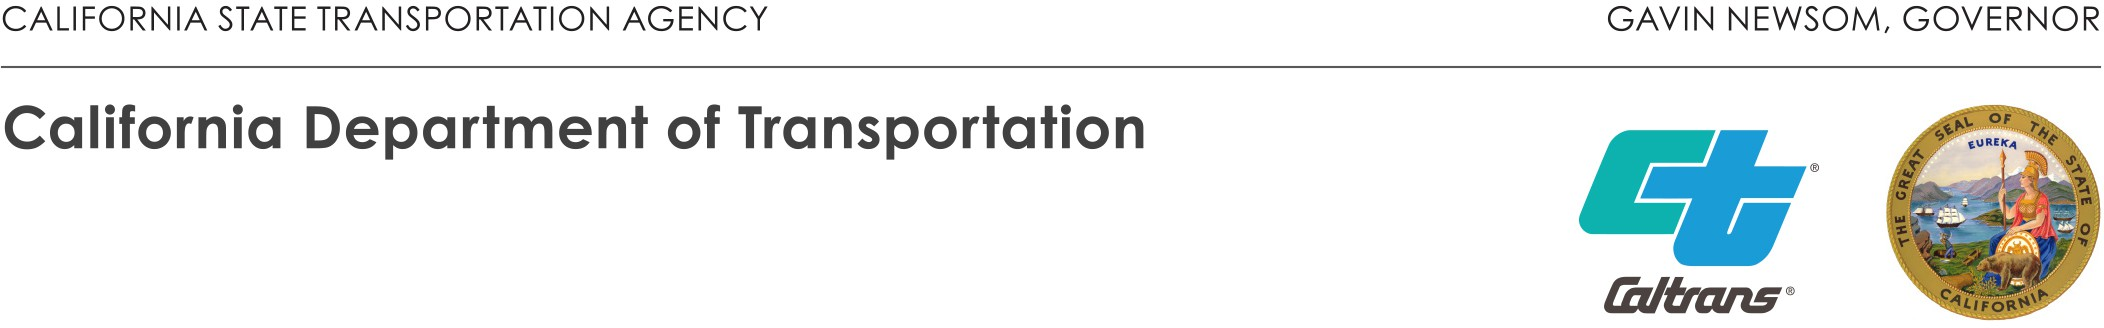 CALIFORNIA STATE TRANSPORTATION AGENCY
GAVIN NEWSOM, GOVERNOR
California Department of Transportation
ct®
Caltrans®
THE GREAT SEAL OF THE STATE OF CALIFORNIA
EUREKA